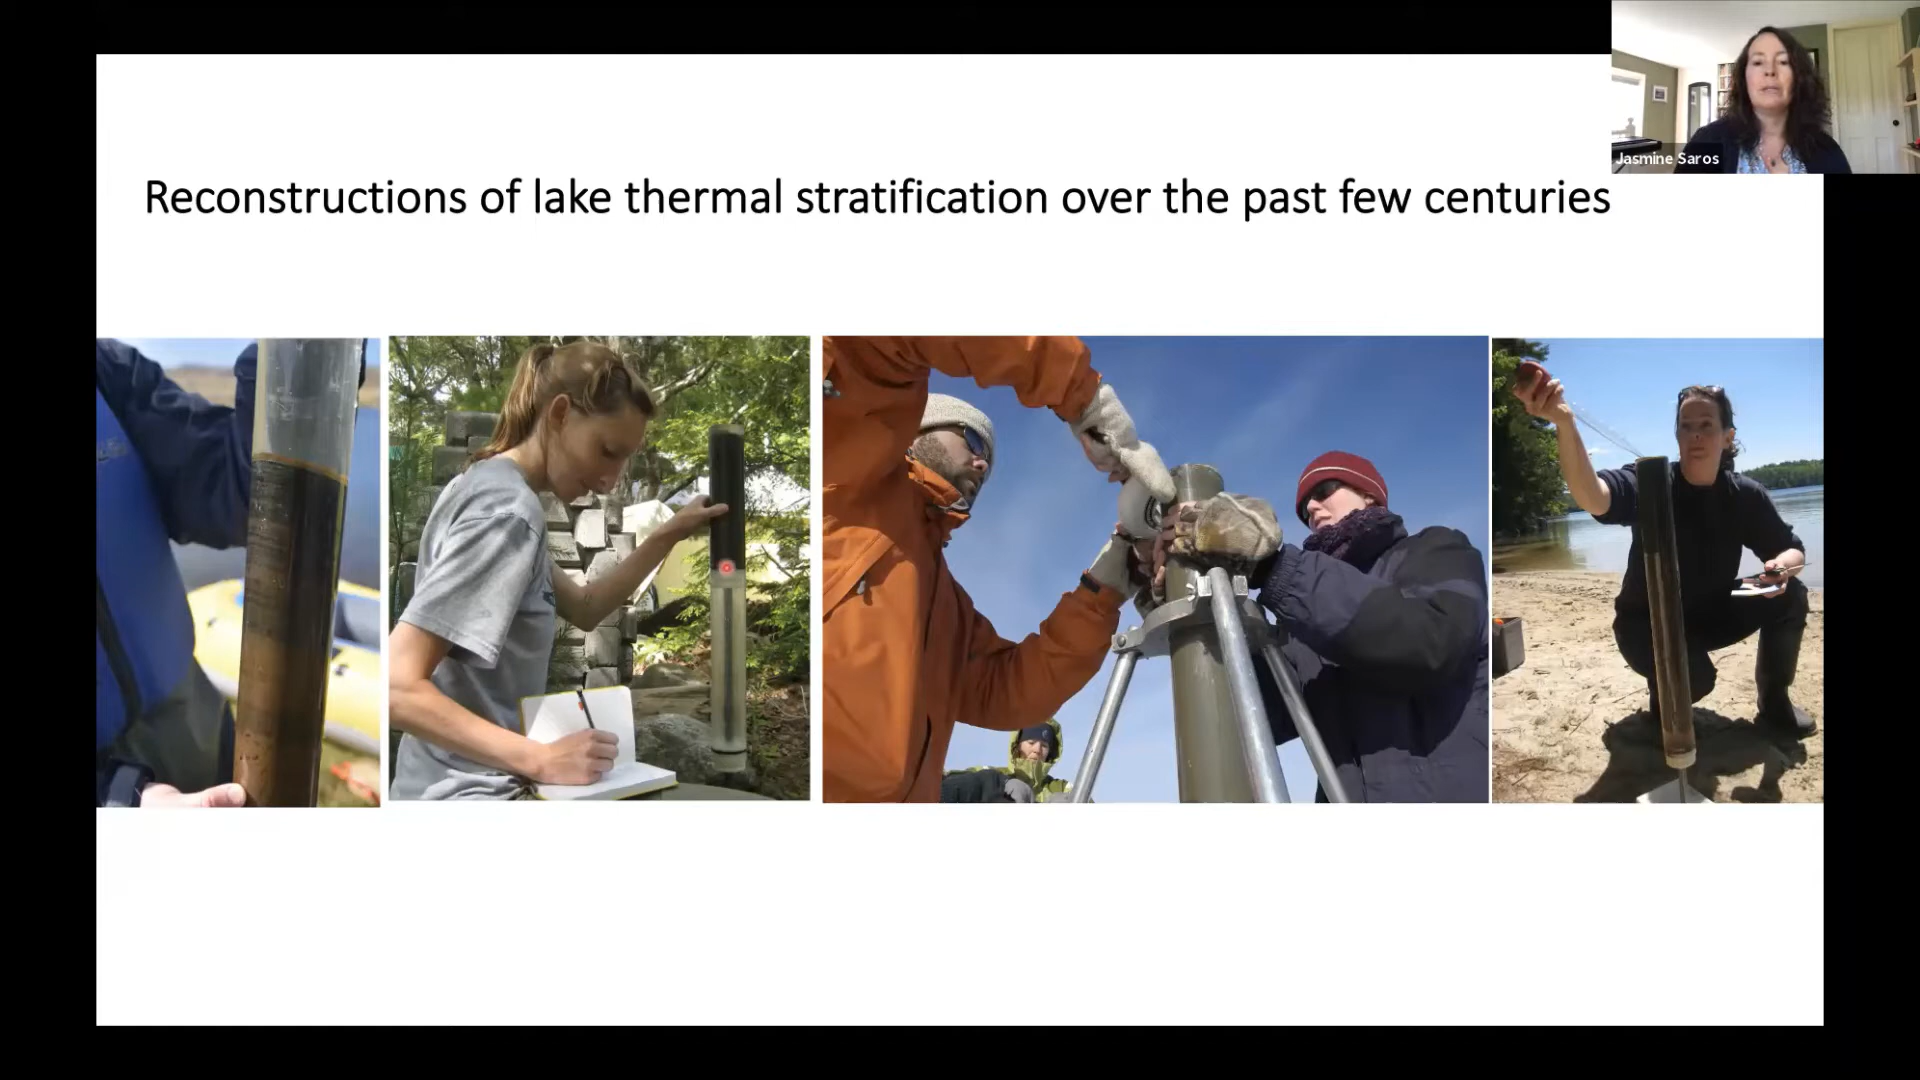 Jasmine Saros
Reconstructions of lake thermal stratification over the past few centuries